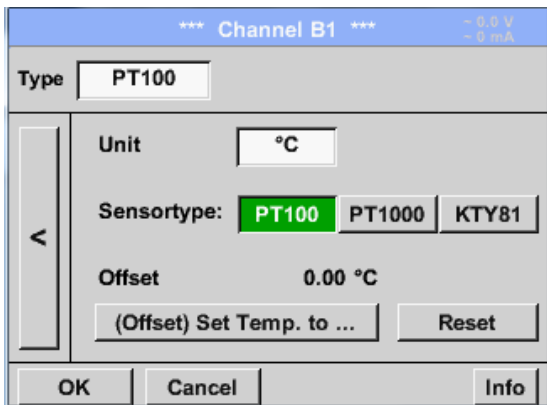 *** Channel B1 ***
~ 0.0 V
~ 0 mA
Type PT100
<
Unit °C
Sensortype: PT100 PT1000 KTY81
Offset 0.00 °C
(Offset) Set Temp. to ... Reset
OK Cancel Info